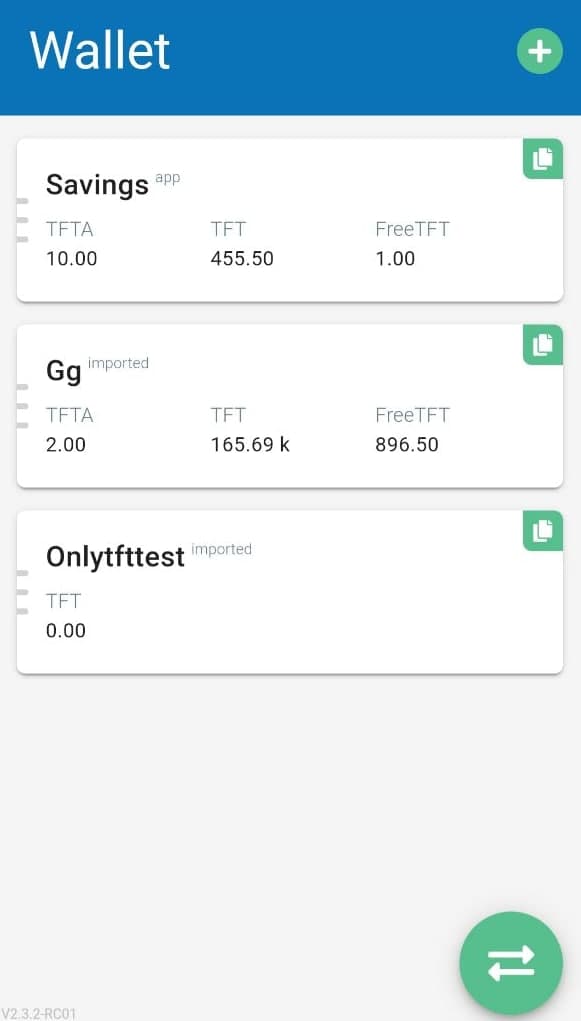 Wallet
Savings app
TFTA TFT FreeTFT
10.00 455.50 1.00
Gg imported
TFTA TFT FreeTFT
2.00 165.69 k 896.50
Onlytfttest imported
TFT
0.00
V2.3.2-RC01